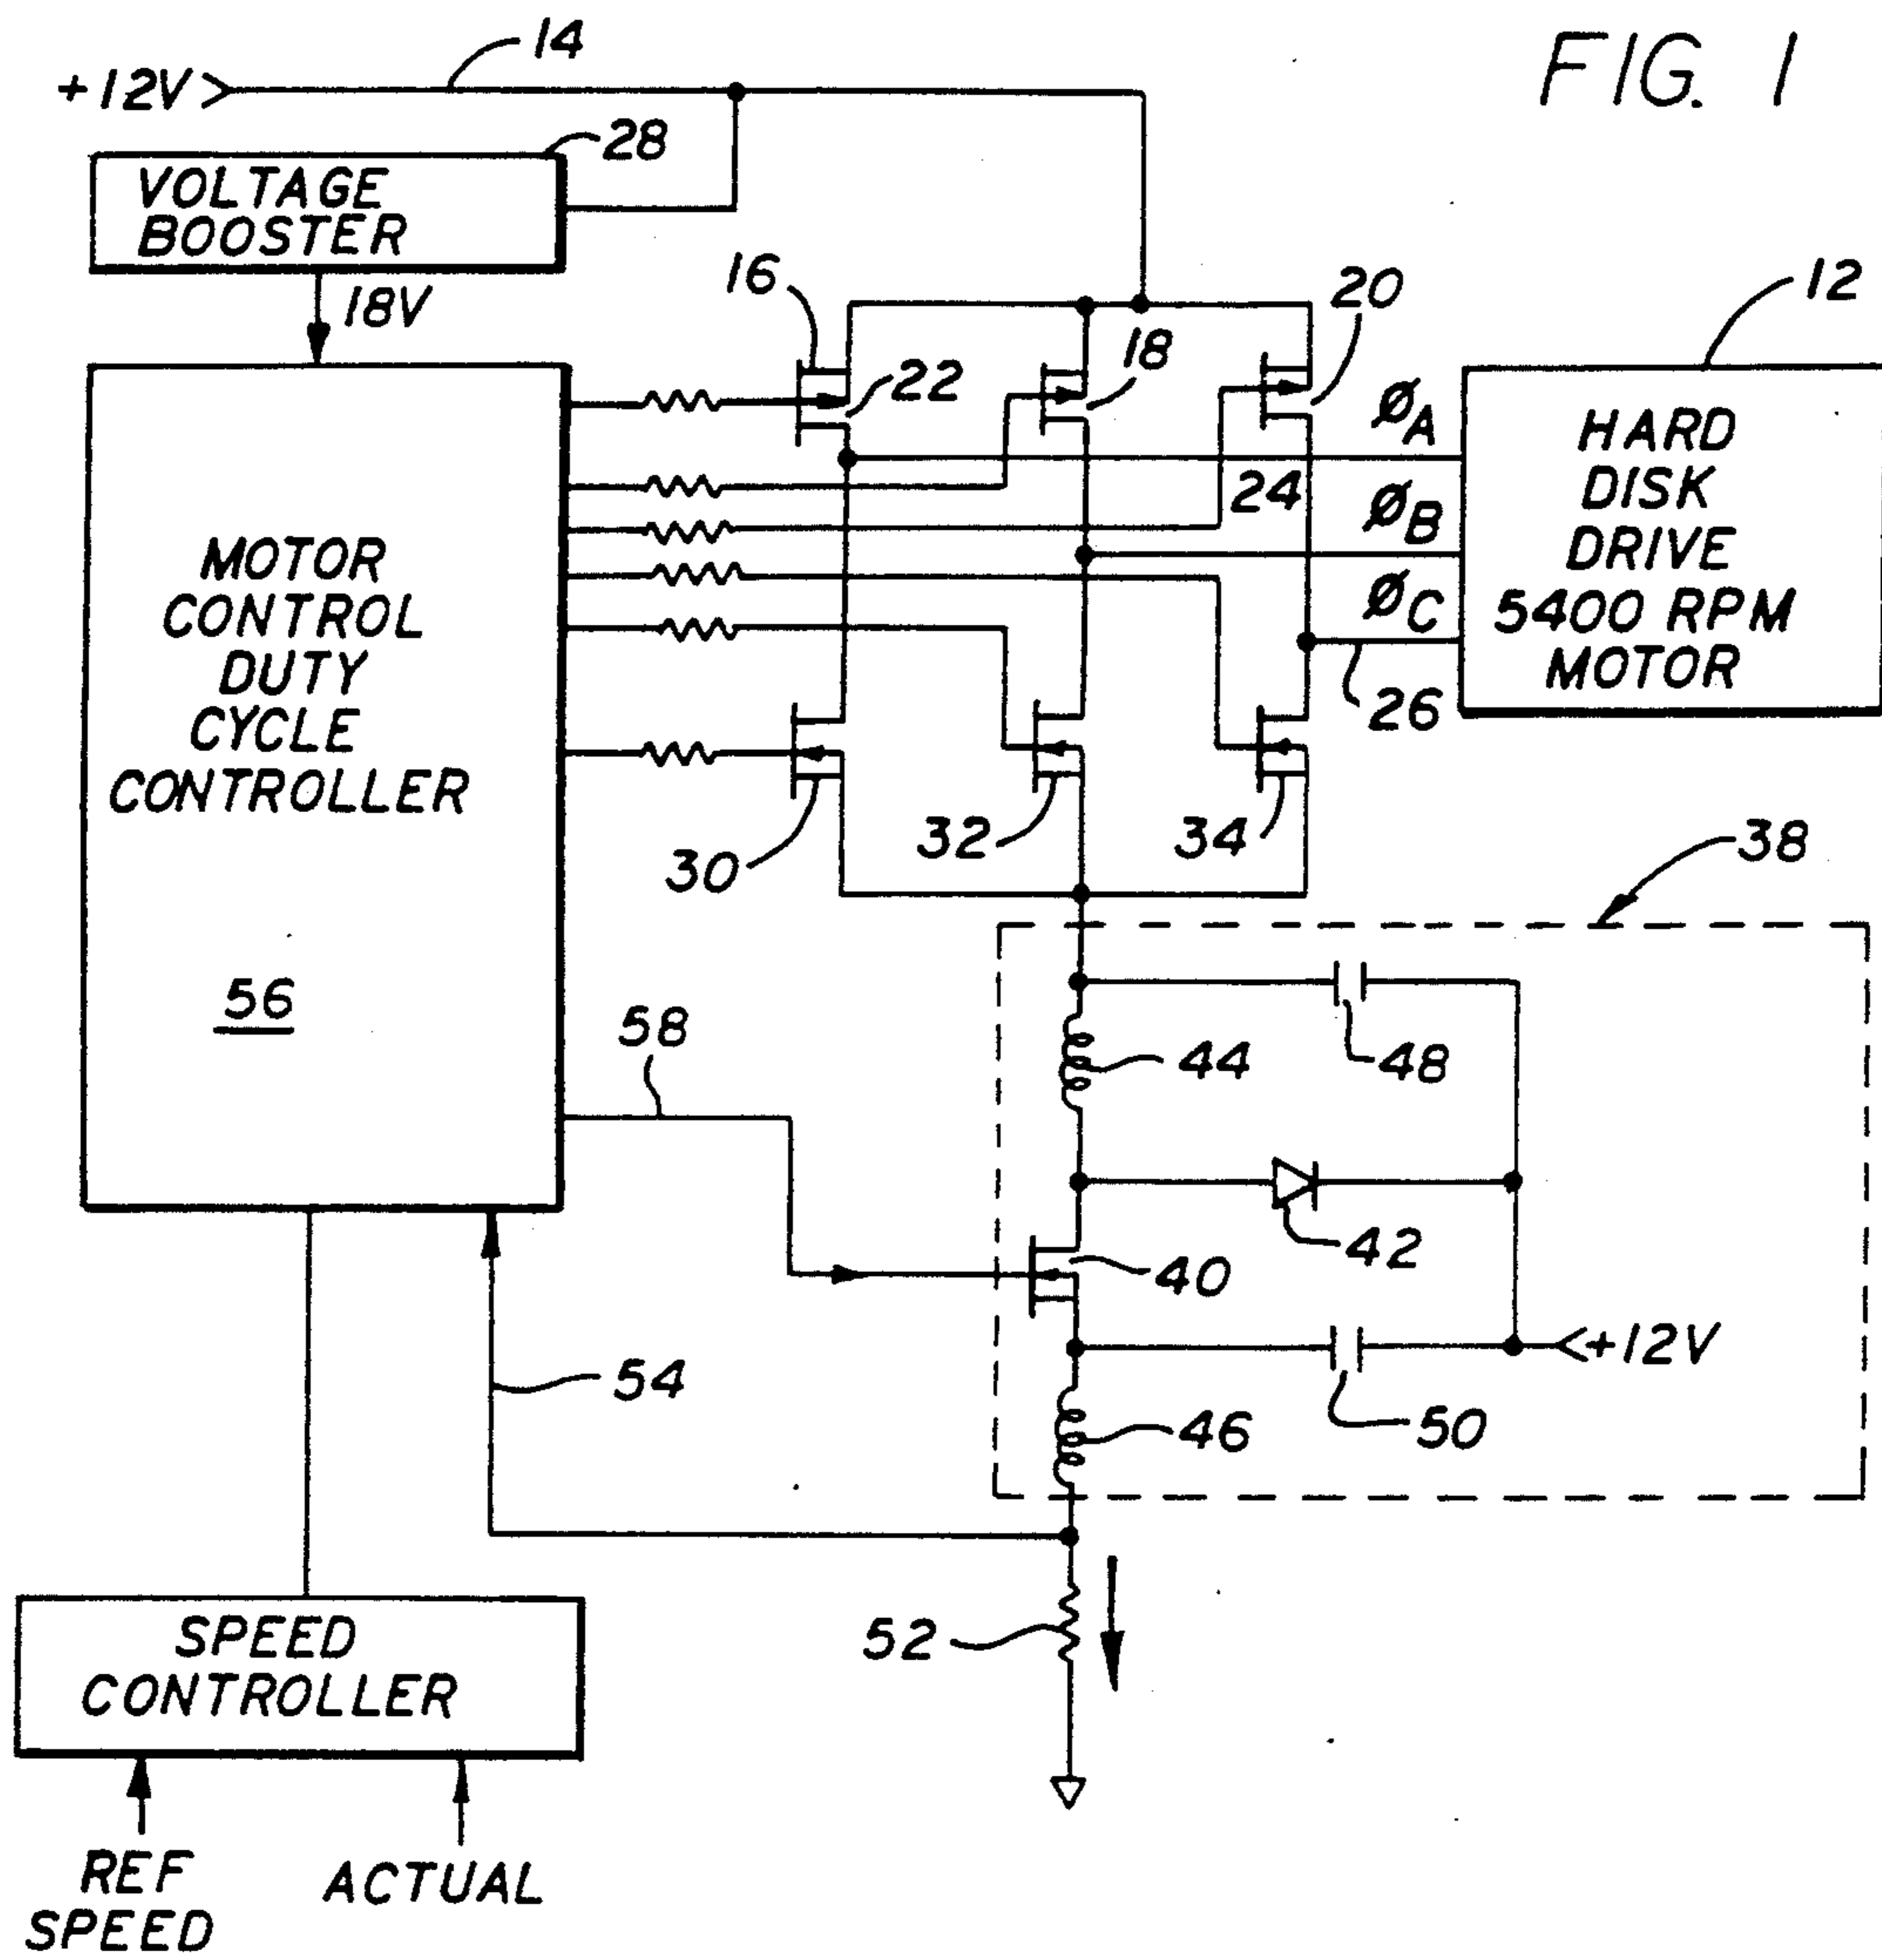 FIG. 1
14
+12V
28
VOLTAGE
BOOSTER
18V
16
22
18
20
12
ØA
24
ØB
ØC
26
HARD
DISK
DRIVE
5400 RPM
MOTOR
MOTOR
CONTROL
DUTY
CYCLE
CONTROLLER
56
30
32
34
38
58
44
48
42
40
+12V
54
46
50
52
SPEED
CONTROLLER
REF
SPEED
ACTUAL